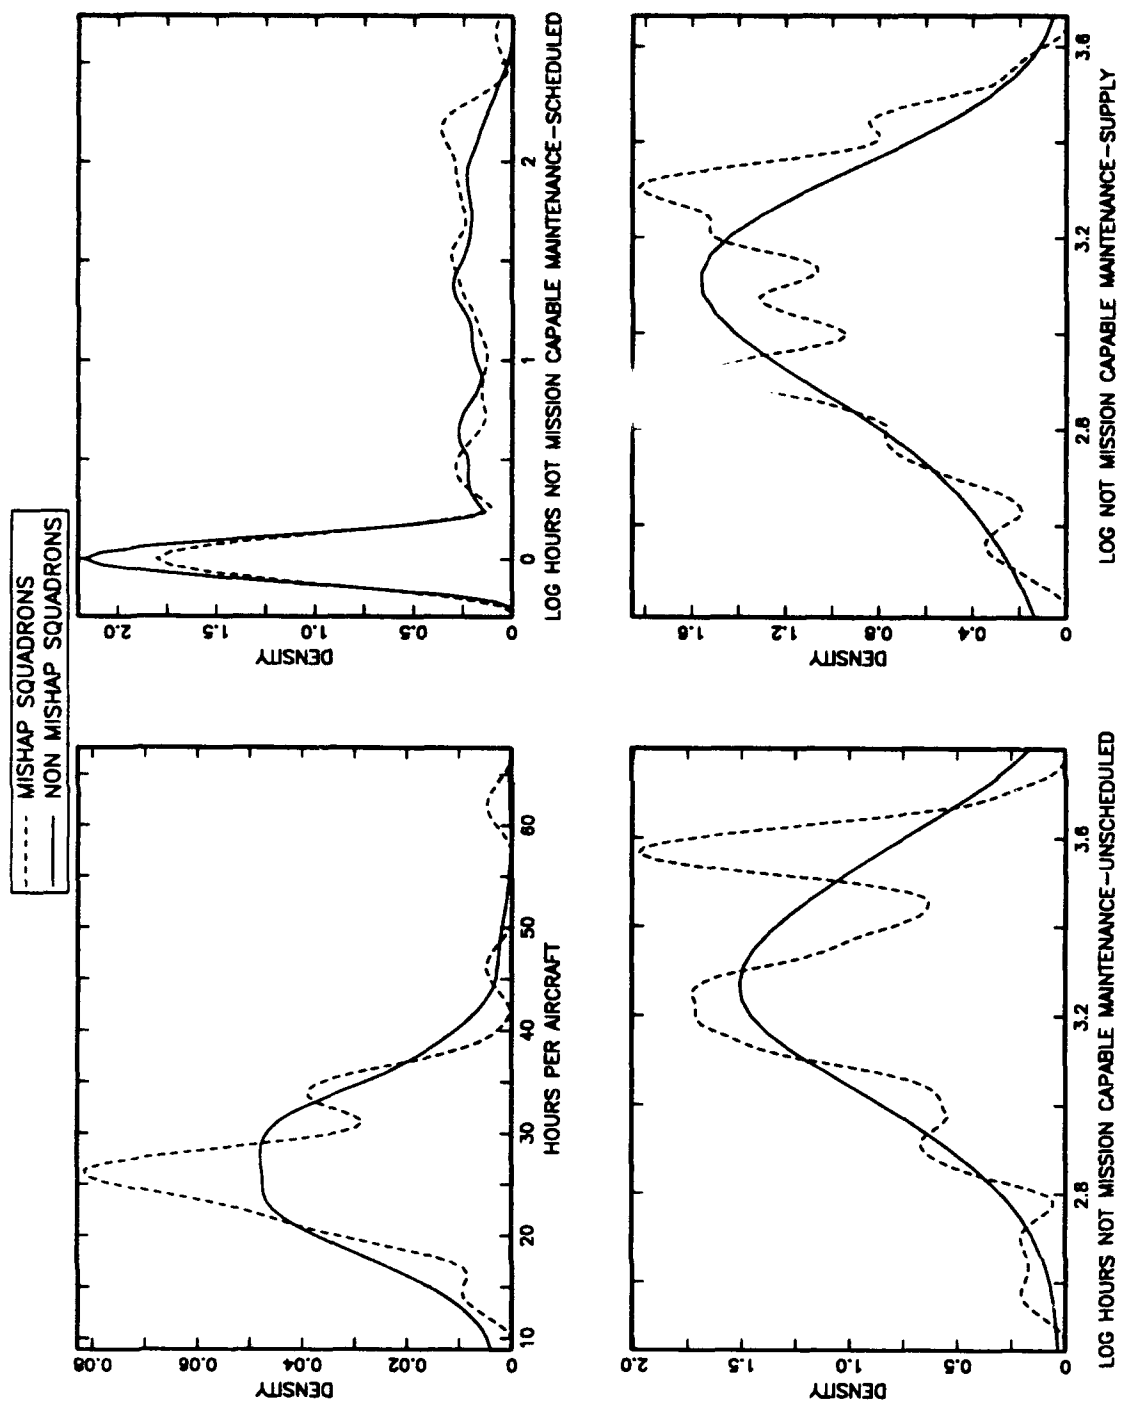 MISHAP SQUADRONS
NON MISHAP SQUADRONS
DENSITY
0.08
0.06
0.04
0.02
0
10 20 30 40 50 60
HOURS PER AIRCRAFT
DENSITY
2.0
1.5
1.0
0.5
0
0 1 2
LOG HOURS NOT MISSION CAPABLE MAINTENANCE-SCHEDULED
DENSITY
2.0
1.5
1.0
0.5
0
2.8 3.2 3.6
LOG HOURS NOT MISSION CAPABLE MAINTENANCE-UNSCHEDULED
DENSITY
1.6
1.2
0.8
0.4
0
2.8 3.2 3.6
LOG NOT MISSION CAPABLE MAINTENANCE-SUPPLY